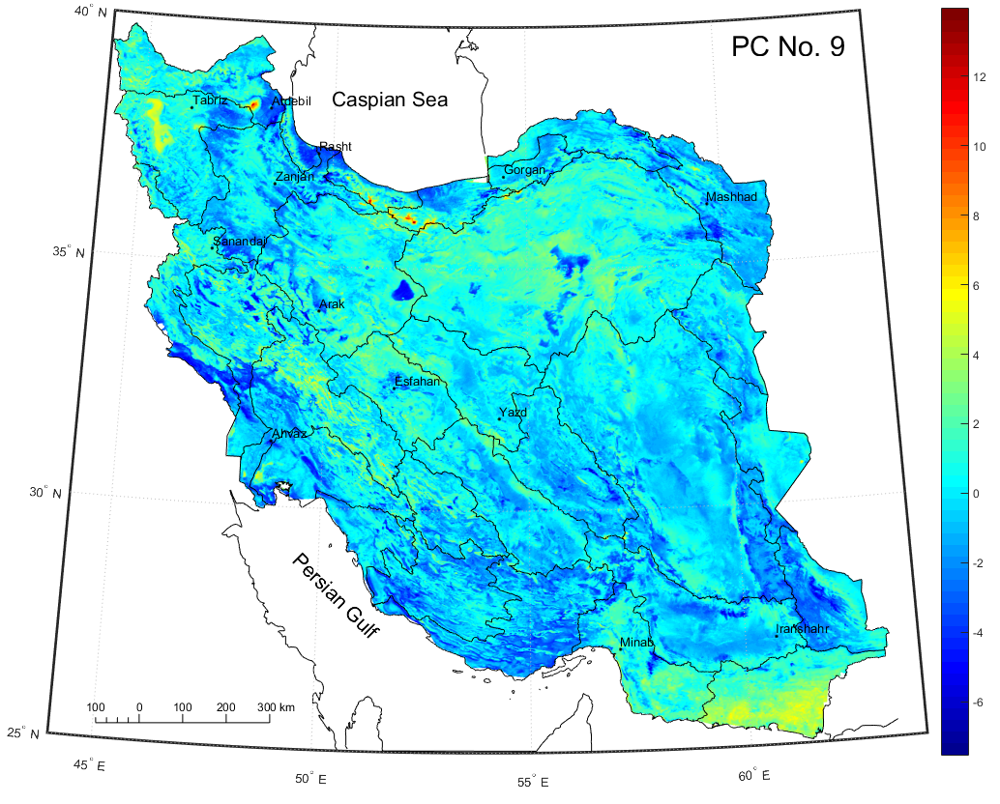 40° N
PC No. 9
12
Caspian Sea
Tabriz
Ardebil
10
Rasht
Gorgan
Zanjan
Mashhad
8
Sanandaj
35° N
6
Arak
4
Esfahan
Yazd
2
Ahvaz
30° N
0
-2
Persian Gulf
Iranshahr
Minab
-4
-6
100 0 100 200 300 km
25° N
45° E
50° E
55° E
60° E